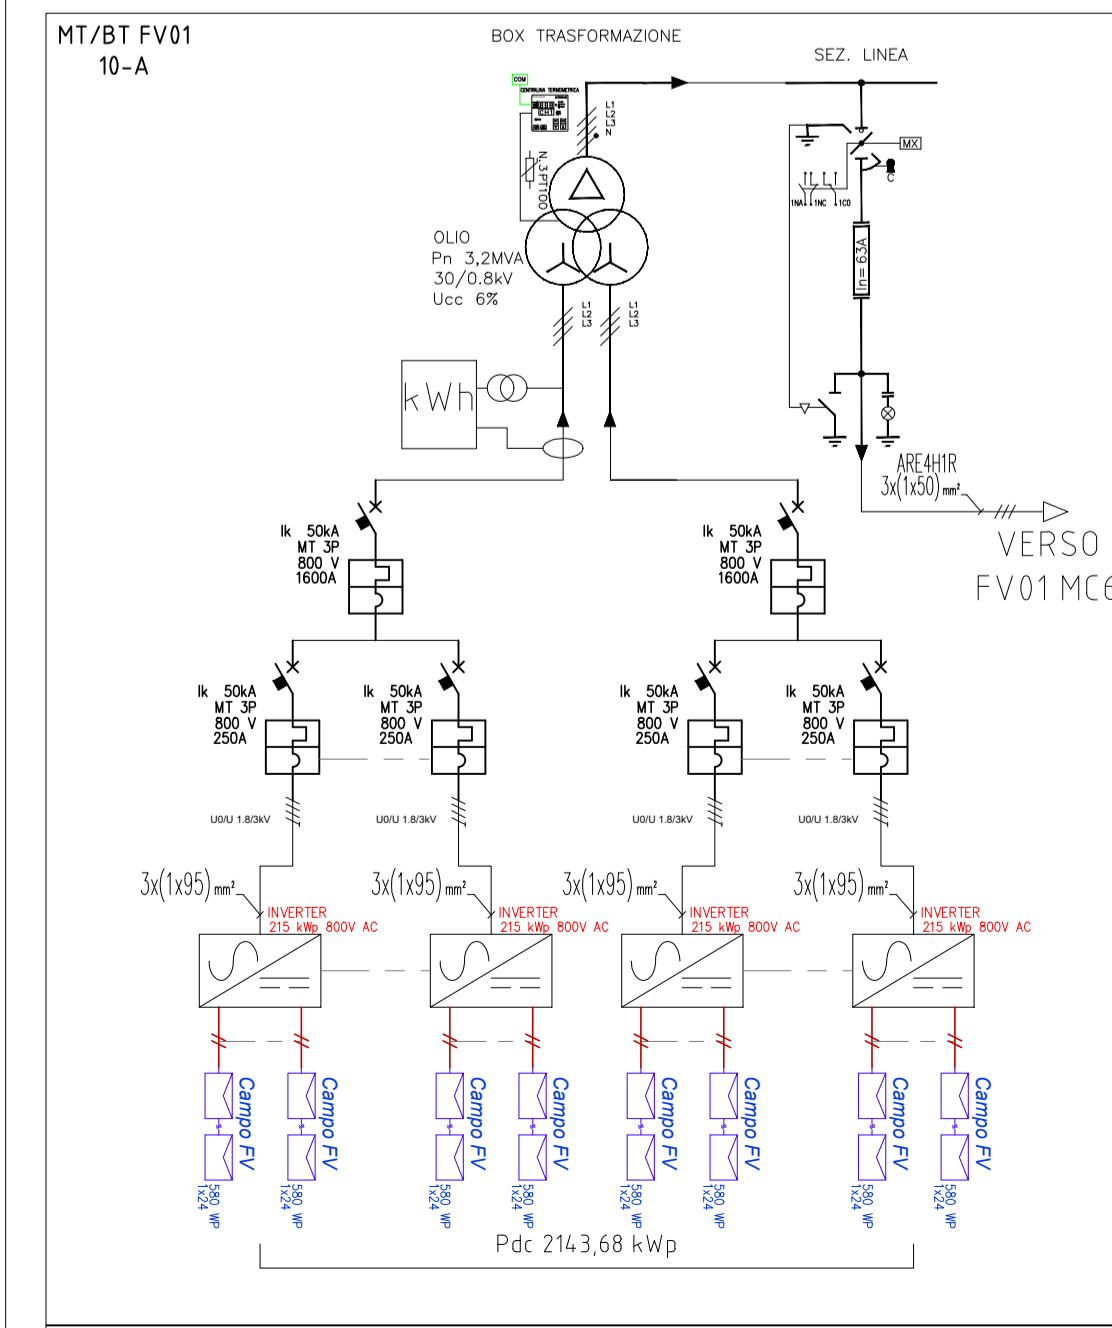 MT/BT FV01
10-A
BOX TRASFORMAZIONE
SEZ. LINEA
COM
CENTRALINA TERMOMETRICA
CH1
L1
L2
L3
N
N.3PT100
MX
C
1NA
1NC
1CO
In= 63A
OLIO
Pn 3,2MVA
30/0.8kV
Ucc 6%
L1
L2
L3
L1
L2
L3
kWh
ARE4H1R
3x(1x50) mm²
VERSO
FV01 MC6
Ik 50kA
MT 3P
800 V
1600A
Ik 50kA
MT 3P
800 V
1600A
Ik 50kA
MT 3P
800 V
250A
Ik 50kA
MT 3P
800 V
250A
Ik 50kA
MT 3P
800 V
250A
Ik 50kA
MT 3P
800 V
250A
U0/U 1.8/3kV
U0/U 1.8/3kV
U0/U 1.8/3kV
U0/U 1.8/3kV
3x(1x95) mm²
3x(1x95) mm²
3x(1x95) mm²
3x(1x95) mm²
INVERTER
215 kWp 800V AC
INVERTER
215 kWp 800V AC
INVERTER
215 kWp 800V AC
INVERTER
215 kWp 800V AC
Campo FV
580 WP
1x24
Campo FV
580 WP
1x24
Campo FV
580 WP
1x24
Campo FV
580 WP
1x24
Campo FV
580 WP
1x24
Campo FV
580 WP
1x24
Campo FV
580 WP
1x24
Campo FV
580 WP
1x24
Pdc 2143,68 kWp